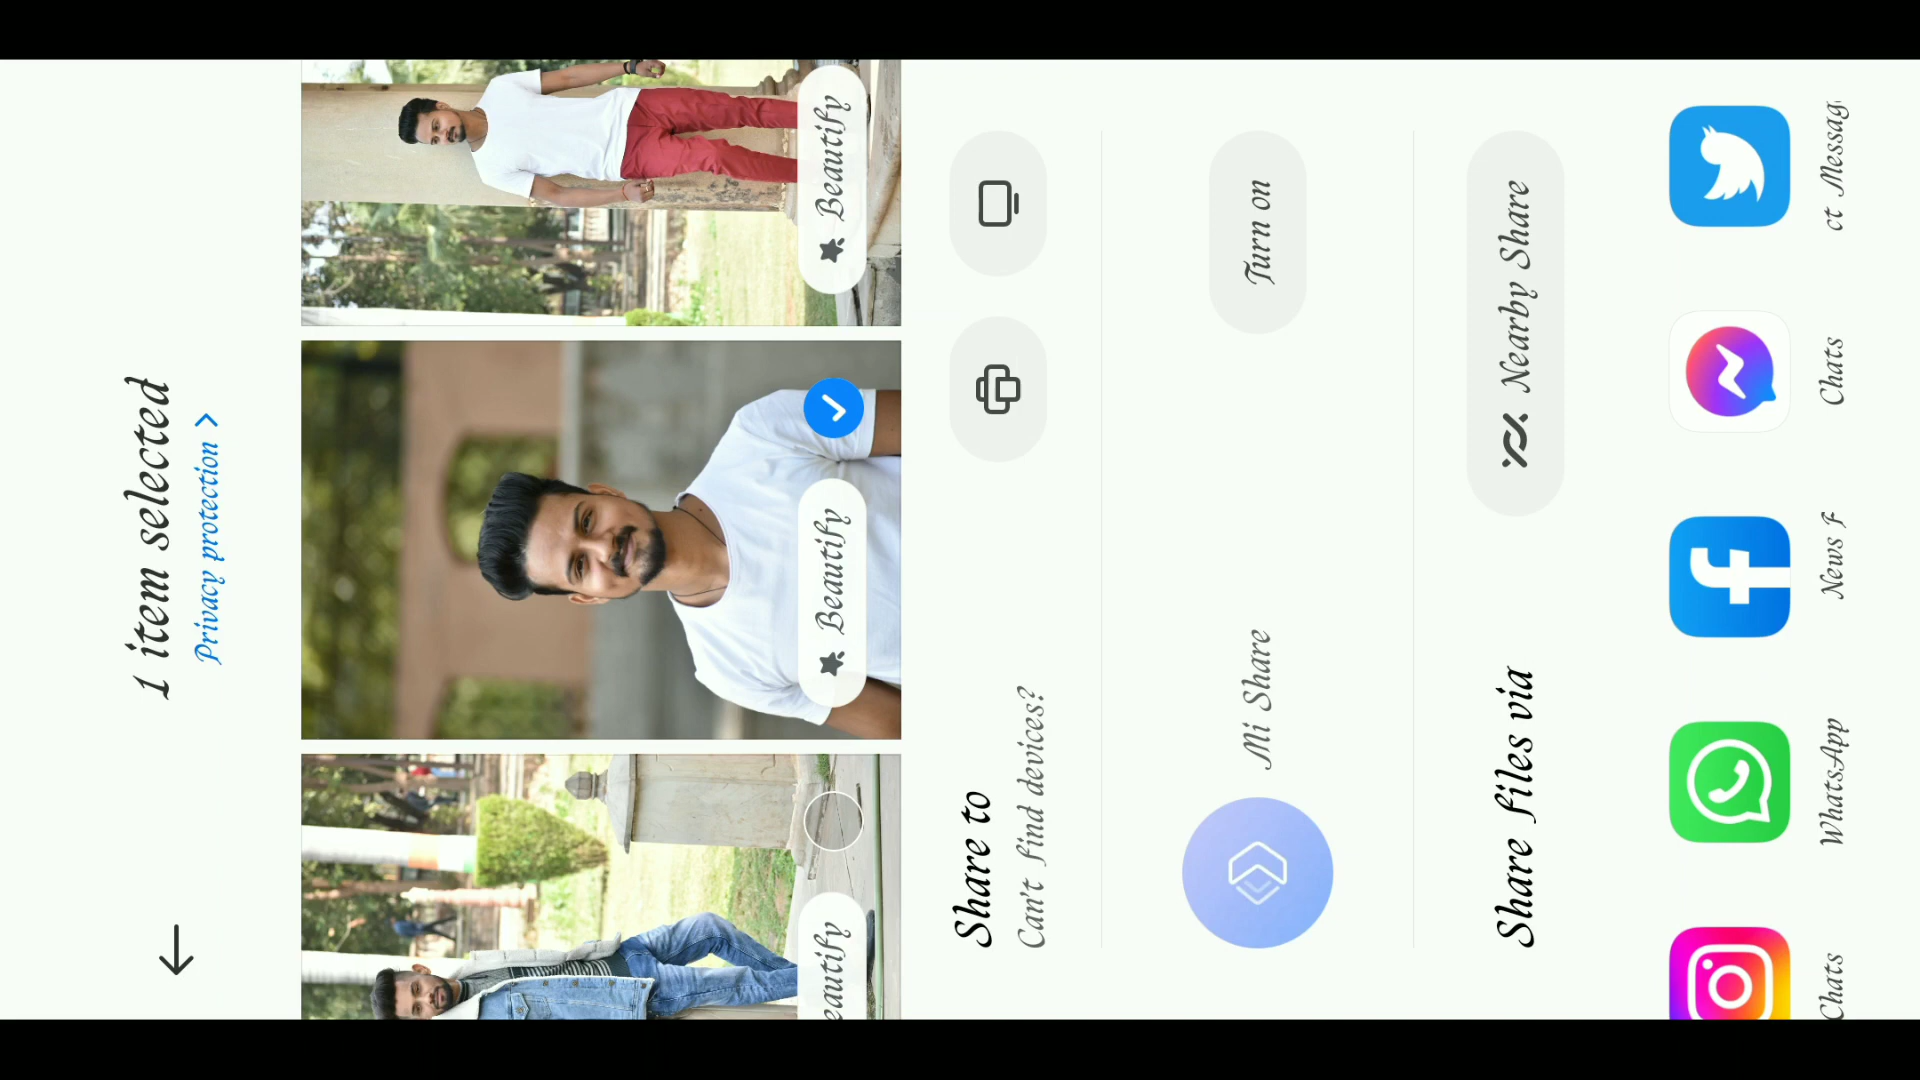 1 item selected
Privacy protection >
eautify
Beautify
Beautify
Share to
Can't find devices?
Mi Share
Turn on
Share files via
Nearby Share
Chats
WhatsApp
News F
Chats
ct Messag